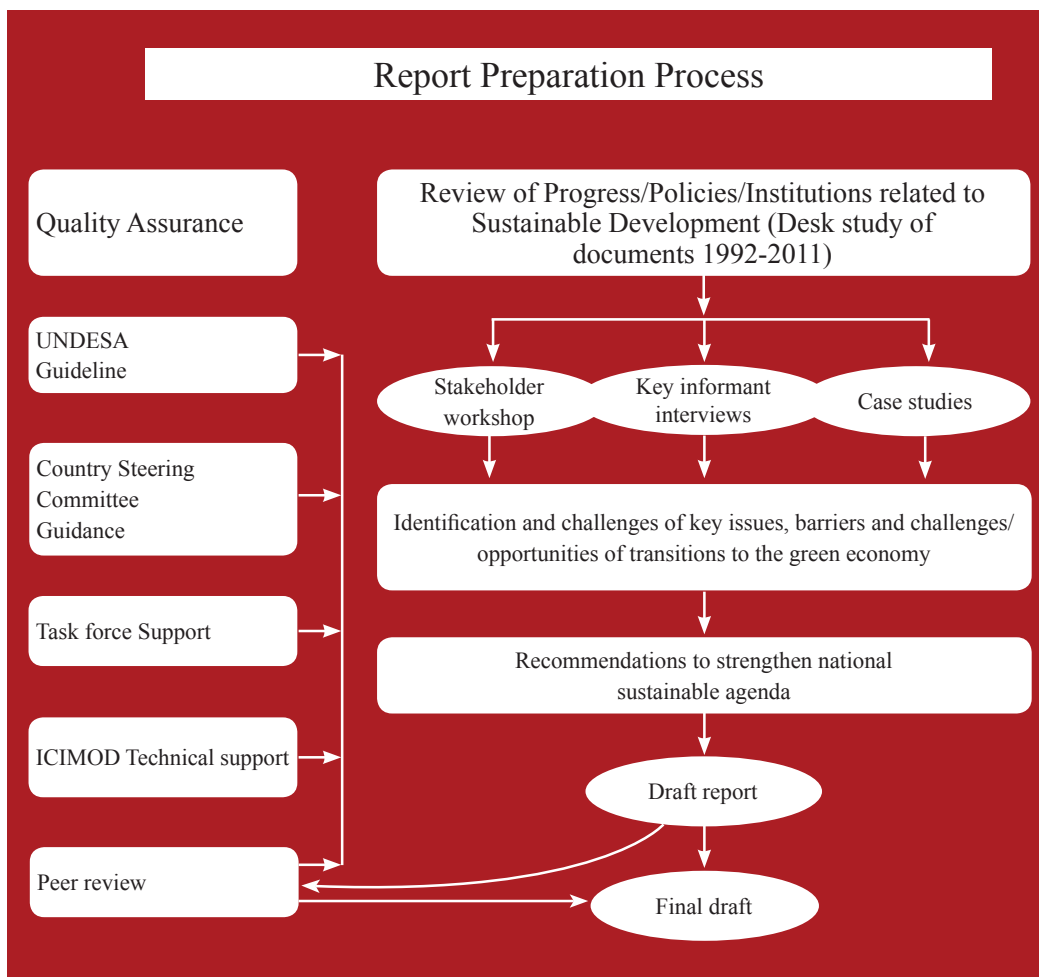 Report Preparation Process
Quality Assurance
UNDESA
Guideline
Country Steering
Committee
Guidance
Task force Support
ICIMOD Technical support
Peer review
Review of Progress/Policies/Institutions related to
Sustainable Development (Desk study of
documents 1992-2011)
Stakeholder
workshop
Key informant
interviews
Case studies
Identification and challenges of key issues, barriers and challenges/
opportunities of transitions to the green economy
Recommendations to strengthen national
sustainable agenda
Draft report
Final draft